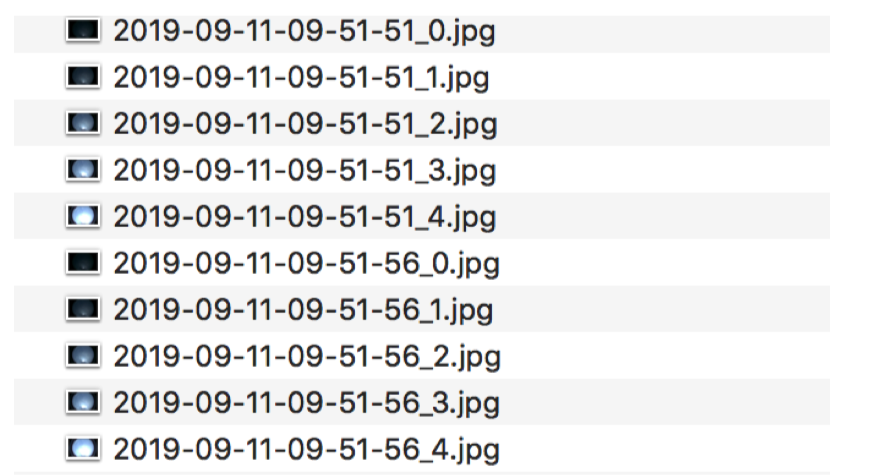 2019-09-11-09-51-51_0.jpg
2019-09-11-09-51-51_1.jpg
2019-09-11-09-51-51_2.jpg
2019-09-11-09-51-51_3.jpg
2019-09-11-09-51-51_4.jpg
2019-09-11-09-51-56_0.jpg
2019-09-11-09-51-56_1.jpg
2019-09-11-09-51-56_2.jpg
2019-09-11-09-51-56_3.jpg
2019-09-11-09-51-56_4.jpg